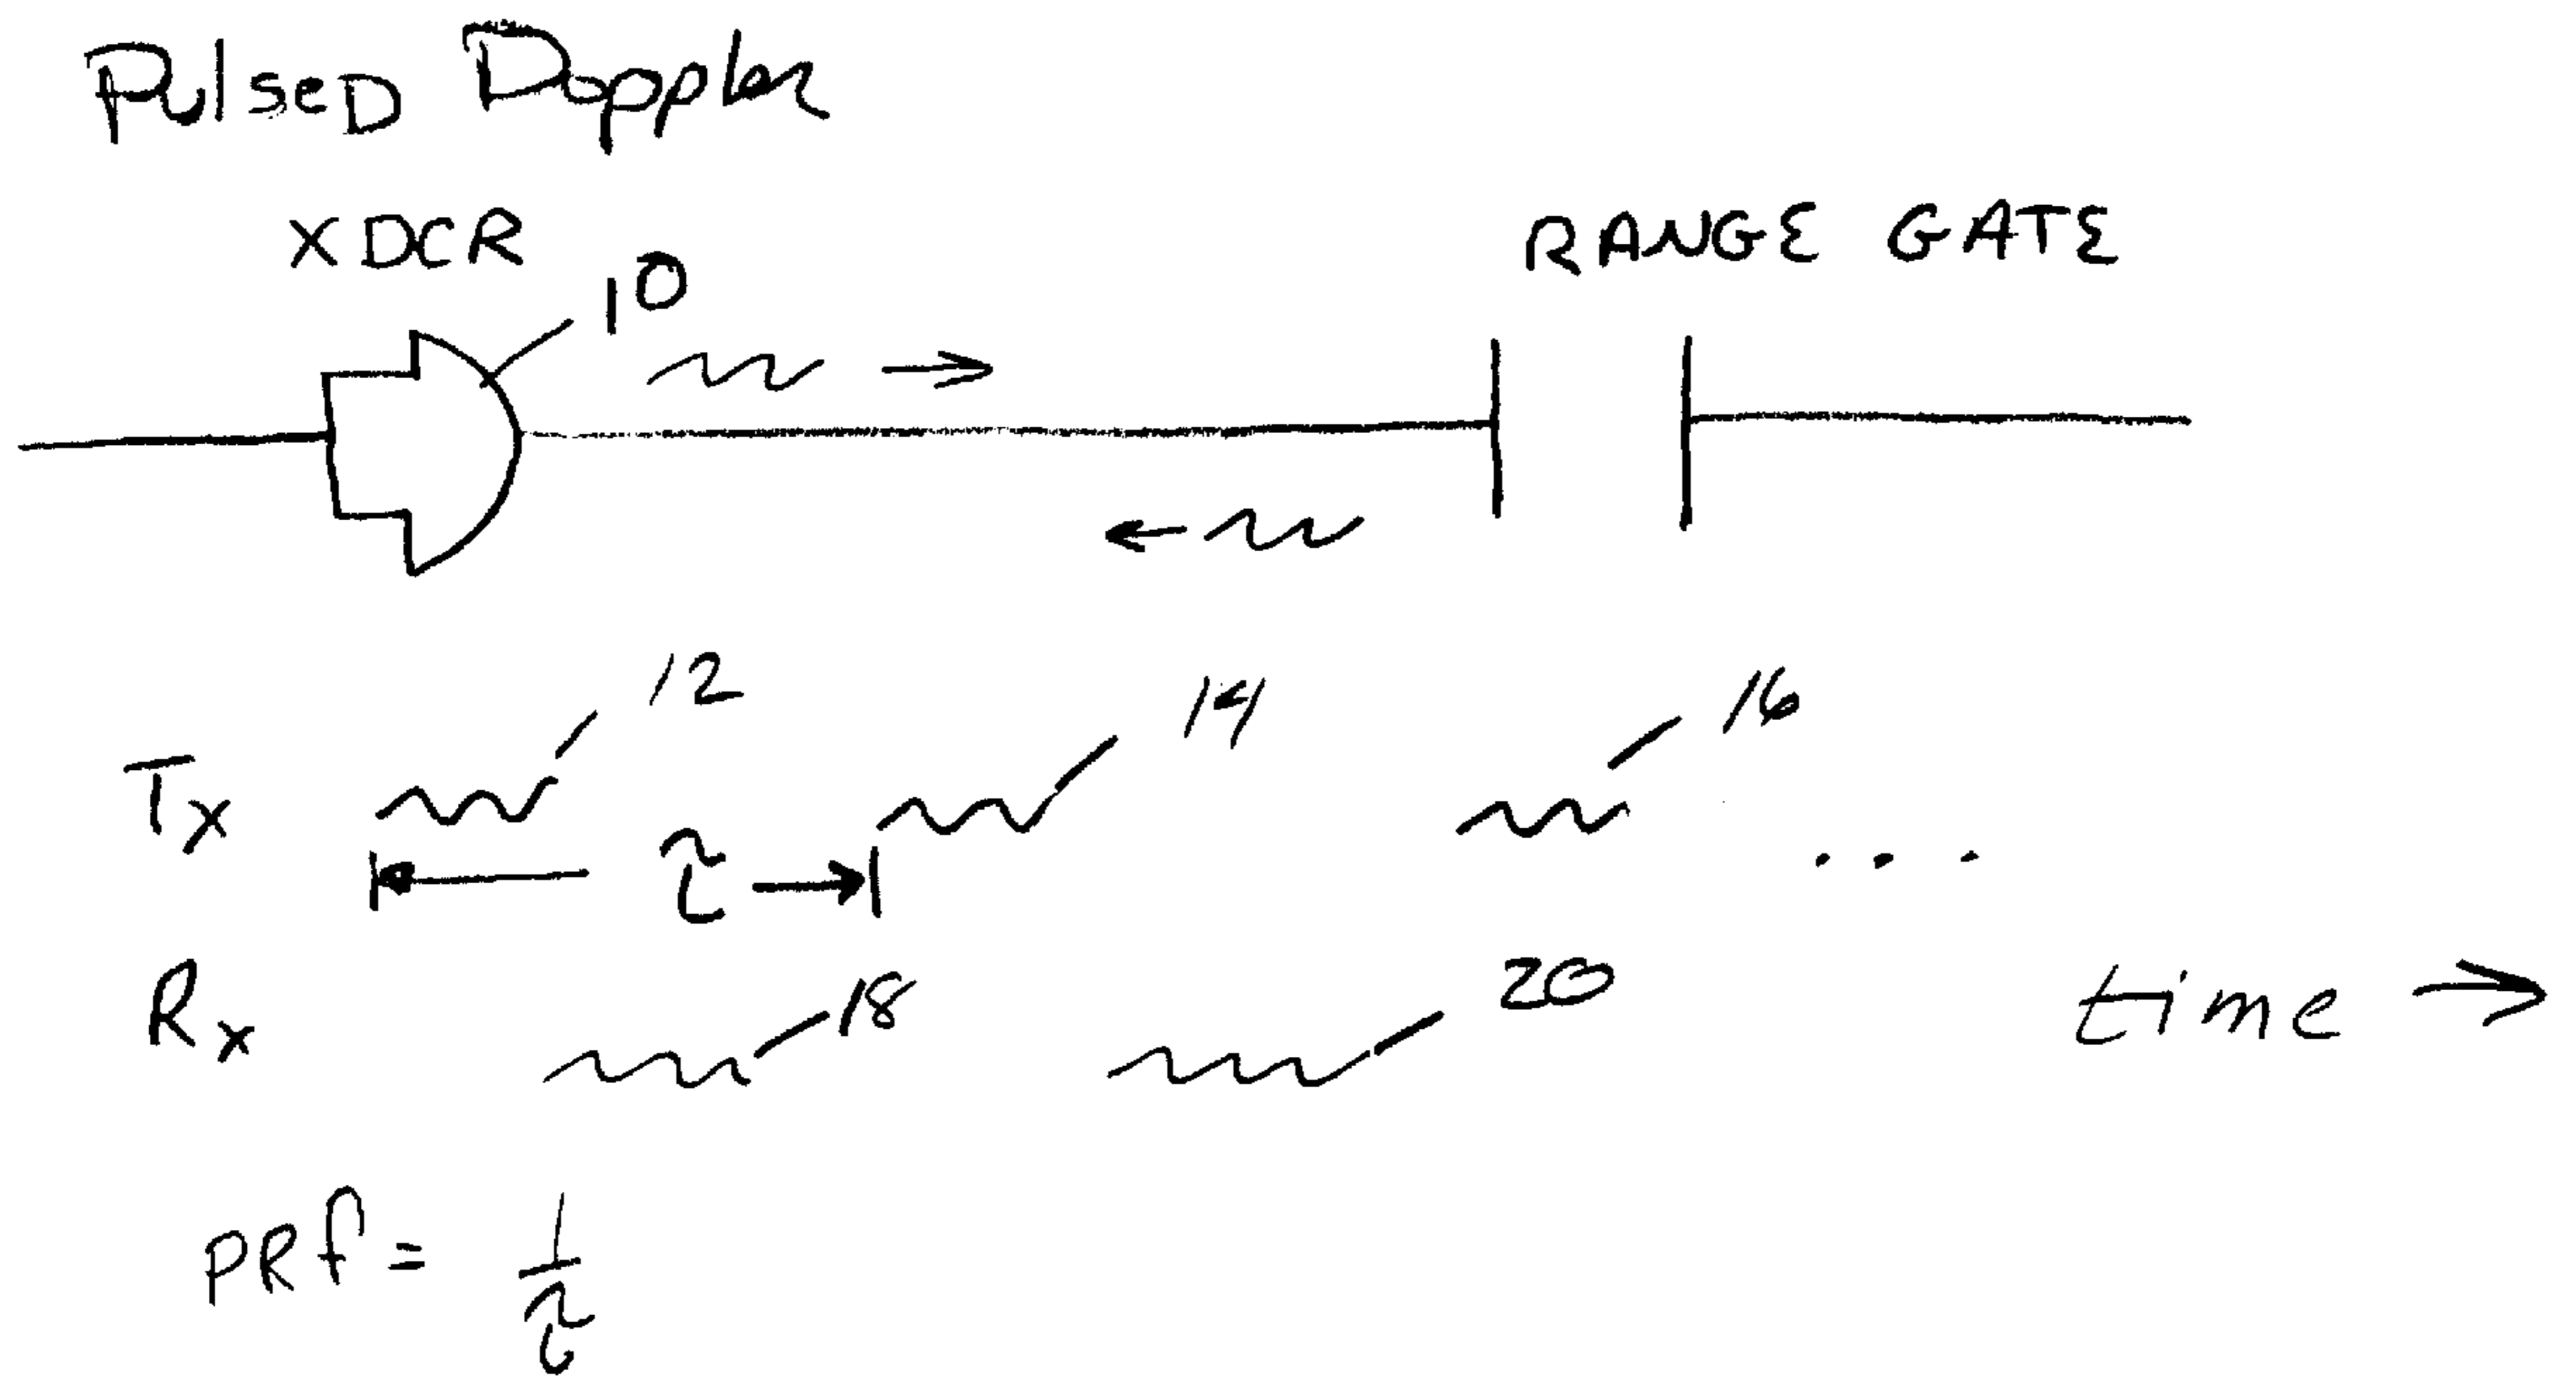 PulseD Doppler
XDCR
RANGE GATE
10
12
14
16
Tx
τ
...
Rx
18
20
time →
PRf = 1/τ